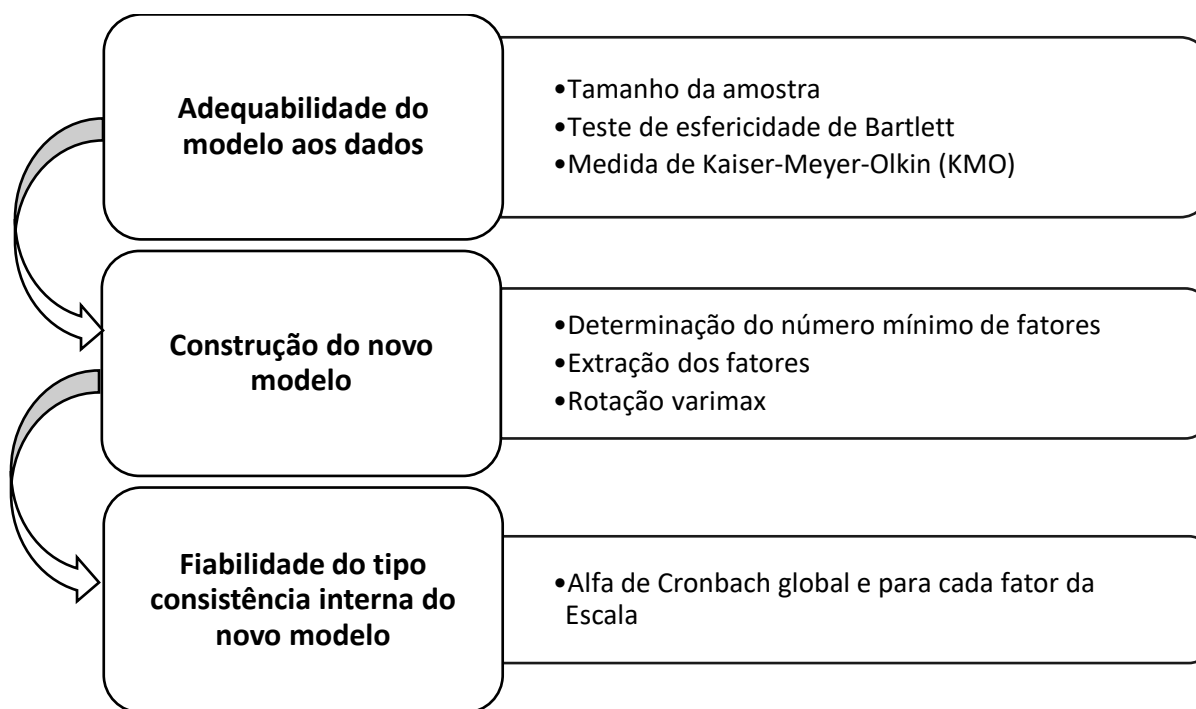 Adequabilidade do
modelo aos dados
•Tamanho da amostra
•Teste de esfericidade de Bartlett
•Medida de Kaiser-Meyer-Olkin (KMO)
Construção do novo
modelo
•Determinação do número mínimo de fatores
•Extração dos fatores
•Rotação varimax
Fiabilidade do tipo
consistência interna do
novo modelo
•Alfa de Cronbach global e para cada fator da
Escala